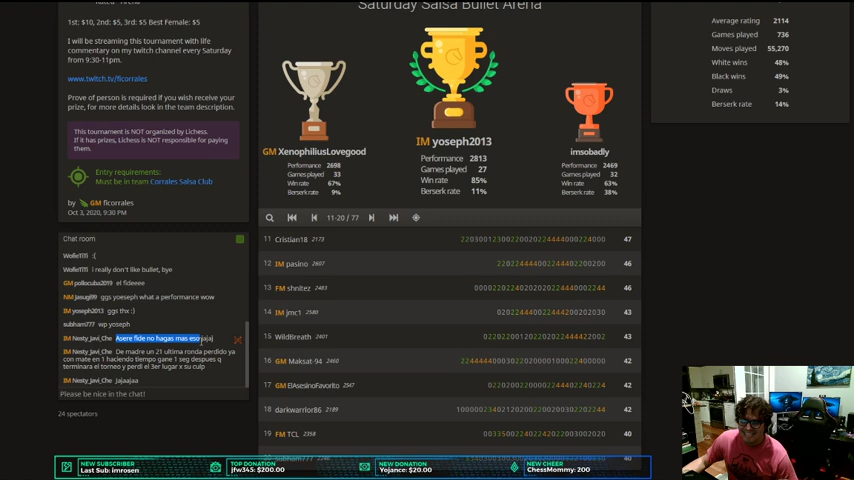 Rated · Arena
1st: $10, 2nd: $5, 3rd: $5 Best Female: $5
I will be streaming this tournament with life
commentary on my twitch channel every Saturday
from 9:30-11pm.
www.twitch.tv/ficorrales
Prove of person is required if you wish receive your
prize, for more details look in the team description.
This tournament is NOT organized by Lichess.
If it has prizes, Lichess is NOT responsible for paying
them.
Entry requirements:
Must be in team Corrales Salsa Club
by GM ficorrales
Oct 3, 2020, 9:30 PM
Chat room
WolleTiTi :(
WolleTiTi i really don't like bullet, bye
GM pollocuba2019 el fideeee
NM Jasugi99 ggs yoeseph what a performance wow
IM yoseph2013 ggs thx :)
subham777 wp yoseph
IM Nesty_Javi_Che Asere fide no hagas mas eso jajaj
IM Nesty_Javi_Che De madre un 21 ultima ronda perdido ya
con mate en 1 haciendo tiempo gane 1 seg despues q
terminara el torneo y perdi el 3er lugar x su culp
IM Nesty_Javi_Che Jajaajaa
Please be nice in the chat!
24 spectators
Saturday Salsa Bullet Arena
GM XenophiliusLovegood
Performance 2698
Games played 33
Win rate 67%
Berserk rate 9%
IM yoseph2013
Performance 2813
Games played 27
Win rate 85%
Berserk rate 11%
imsobadly
Performance 2469
Games played 32
Win rate 63%
Berserk rate 38%
11-20 / 77
11 Cristian18 2173 47
12 IM pasino 2607 46
13 FM shnitez 2483 46
14 IM jmc1 2580 43
15 WildBreath 2401 43
16 GM Maksat-94 2460 42
17 GM ElAsesinoFavorito 2547 42
18 darkwarrior86 2189 42
19 FM TCL 2358 40
Average rating 2114
Games played 736
Moves played 55,270
White wins 48%
Black wins 49%
Draws 3%
Berserk rate 14%
NEW SUBSCRIBER
Last Sub: imrosen
TOP DONATION
jfw345: $200.00
NEW DONATION
Yojance: $20.00
NEW CHEER
ChessMommy: 200